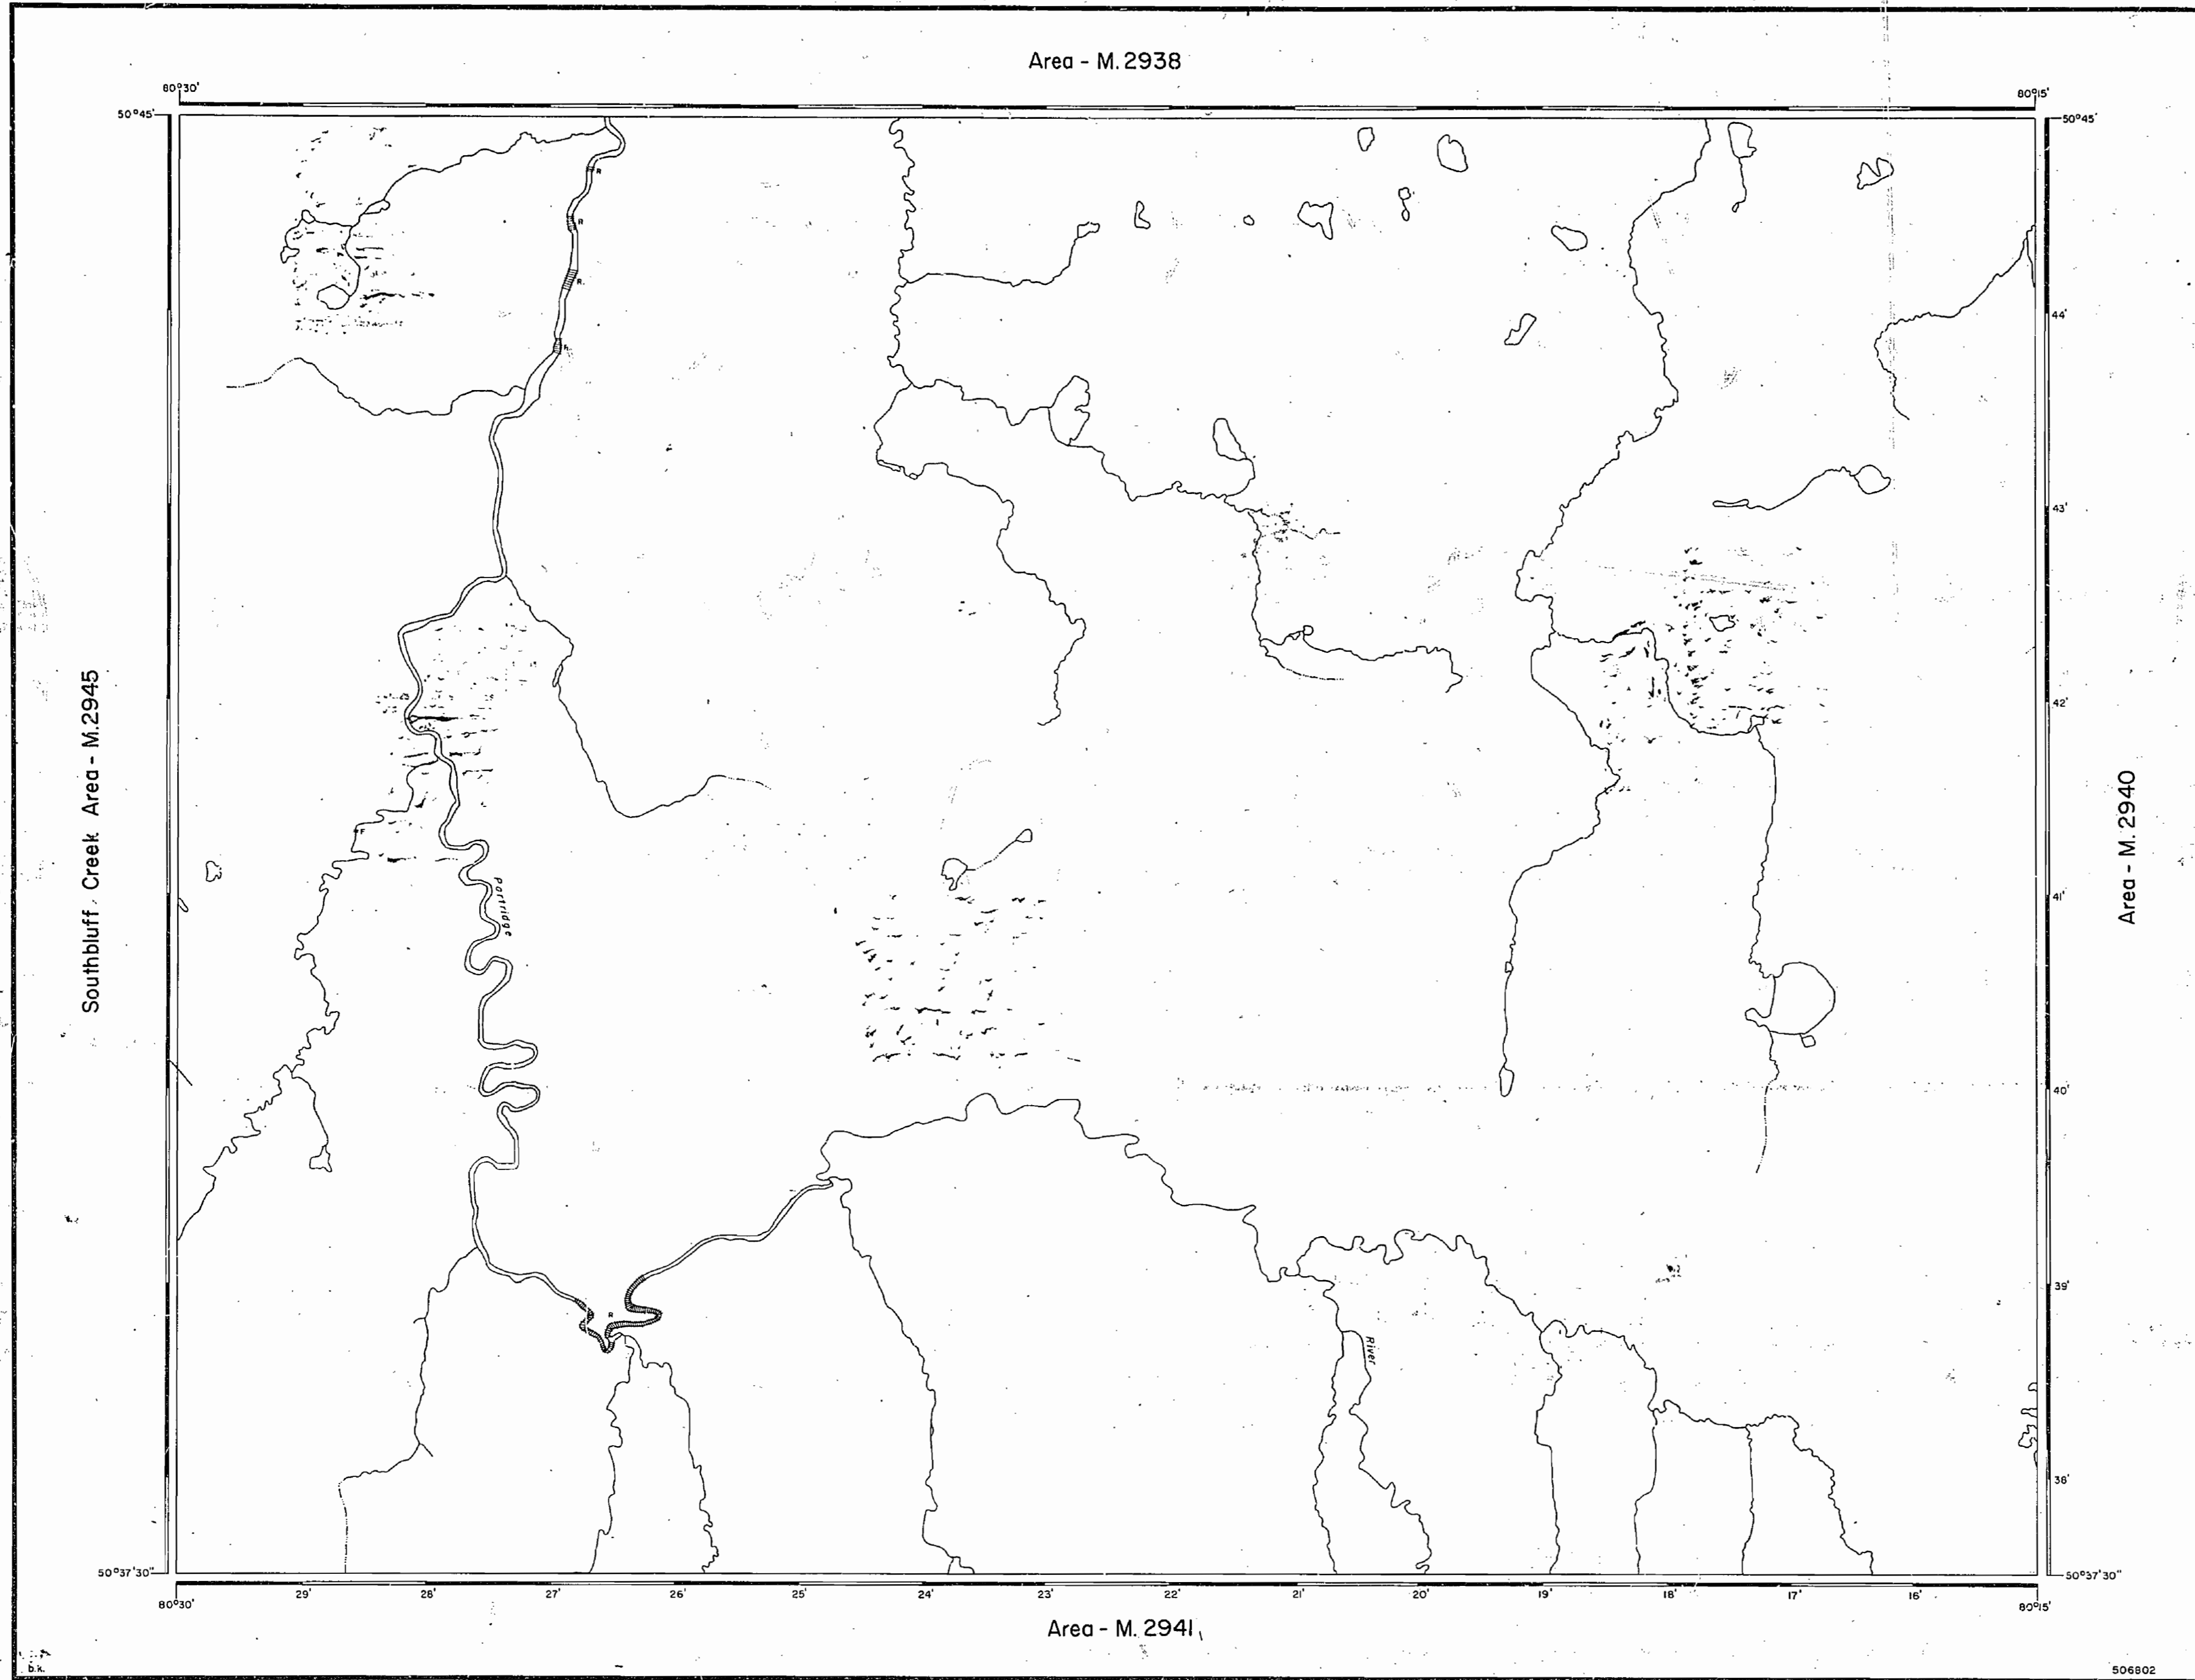 Area - M. 2938
80°30'
80°15'
50°45'
50°45'
R
R
R
44'
R
43'
42'
Southbluff Creek Area - M.2945
F
Area - M. 2940
Partridge
41'
40'
39'
R
River
38'
50°37'30"
50°37'30"
29'
28'
27'
26'
25'
24'
23'
22'
21'
20'
19'
18'
17'
16'
80°30'
80°15'
Area - M. 2941
b.k.
506802